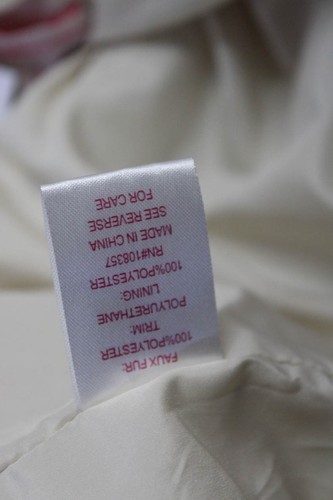 FAUX FUR:
100%POLYESTER
TRIM:
POLYURETHANE
LINING:
100%POLYESTER
RN#108357
MADE IN CHINA
SEE REVERSE
FOR CARE